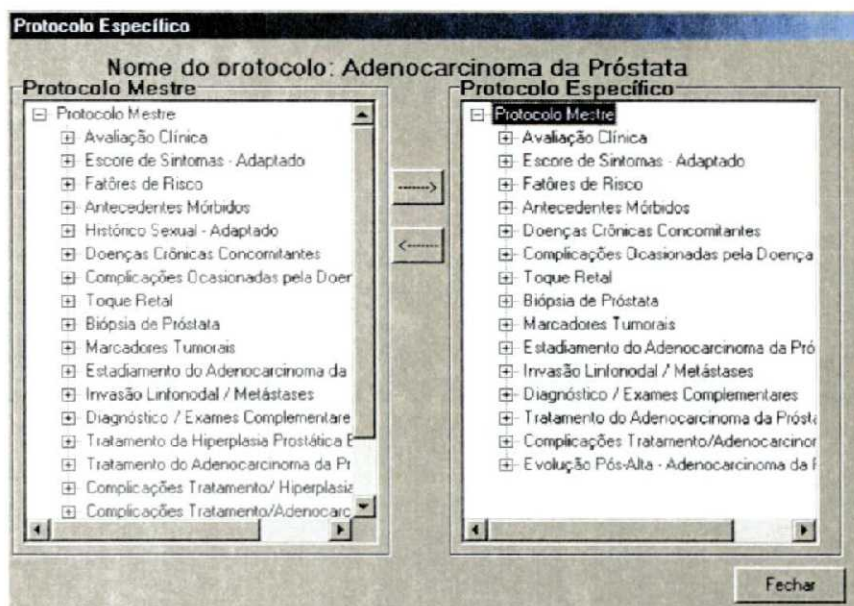 Protocolo Específico
Nome do protocolo: Adenocarcinoma da Próstata
Protocolo Mestre
Protocolo Mestre
Avaliação Clínica
Escore de Sintomas - Adaptado
Fatôres de Risco
Antecedentes Mórbidos
Histórico Sexual - Adaptado
Doenças Crônicas Concomitantes
Complicações Ocasionadas pela Doer
Toque Retal
Biópsia de Próstata
Marcadores Tumorais
Estadiamento do Adenocarcinoma da
Invasão Linfonodal / Metástases
Diagnóstico / Exames Complementare
Tratamento da Hiperplasia Prostática B
Tratamento do Adenocarcinoma da Pr
Complicações Tratamento/ Hiperplasia
Complicações Tratamento/Adenocarc
------>
<------
Protocolo Específico
Protocolo Mestre
Avaliação Clínica
Escore de Sintomas - Adaptado
Fatôres de Risco
Antecedentes Mórbidos
Doenças Crônicas Concomitantes
Complicações Ocasionadas pela Doença
Toque Retal
Biópsia de Próstata
Marcadores Tumorais
Estadiamento do Adenocarcinoma da Pró
Invasão Linfonodal / Metástases
Diagnóstico / Exames Complementares
Tratamento do Adenocarcinoma da Prósta
Complicações Tratamento/Adenocarcinor
Evolução Pós-Alta - Adenocarcinoma da F
Fechar